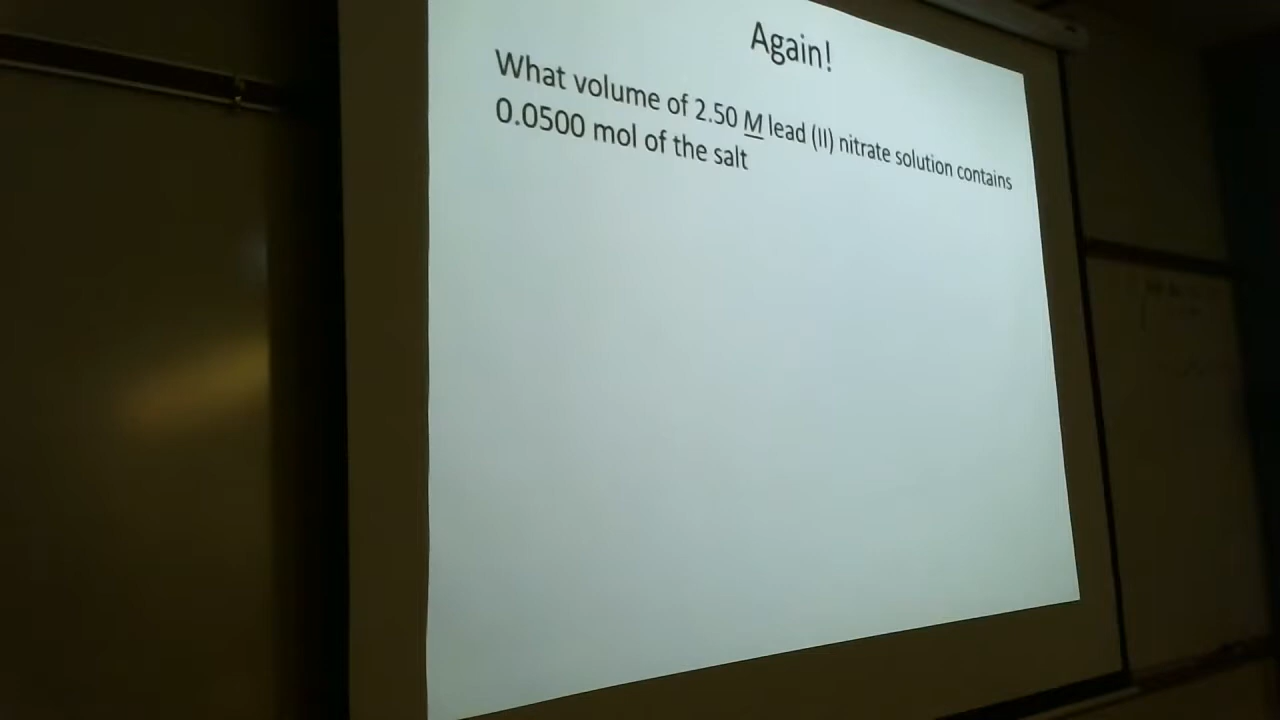 Again!
What volume of 2.50 M lead (II) nitrate solution contains
0.0500 mol of the salt